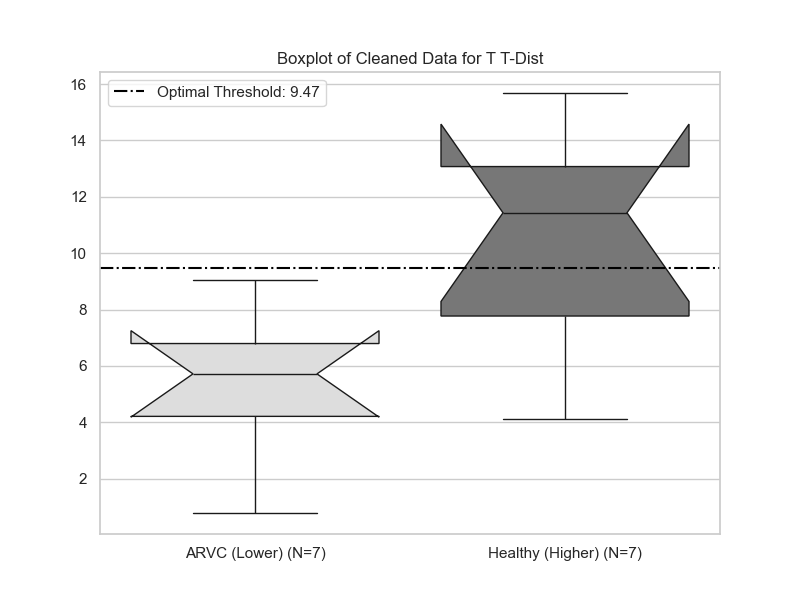 Boxplot of Cleaned Data for T T-Dist
Optimal Threshold: 9.47
16
14
12
10
8
6
4
2
ARVC (Lower) (N=7)
Healthy (Higher) (N=7)